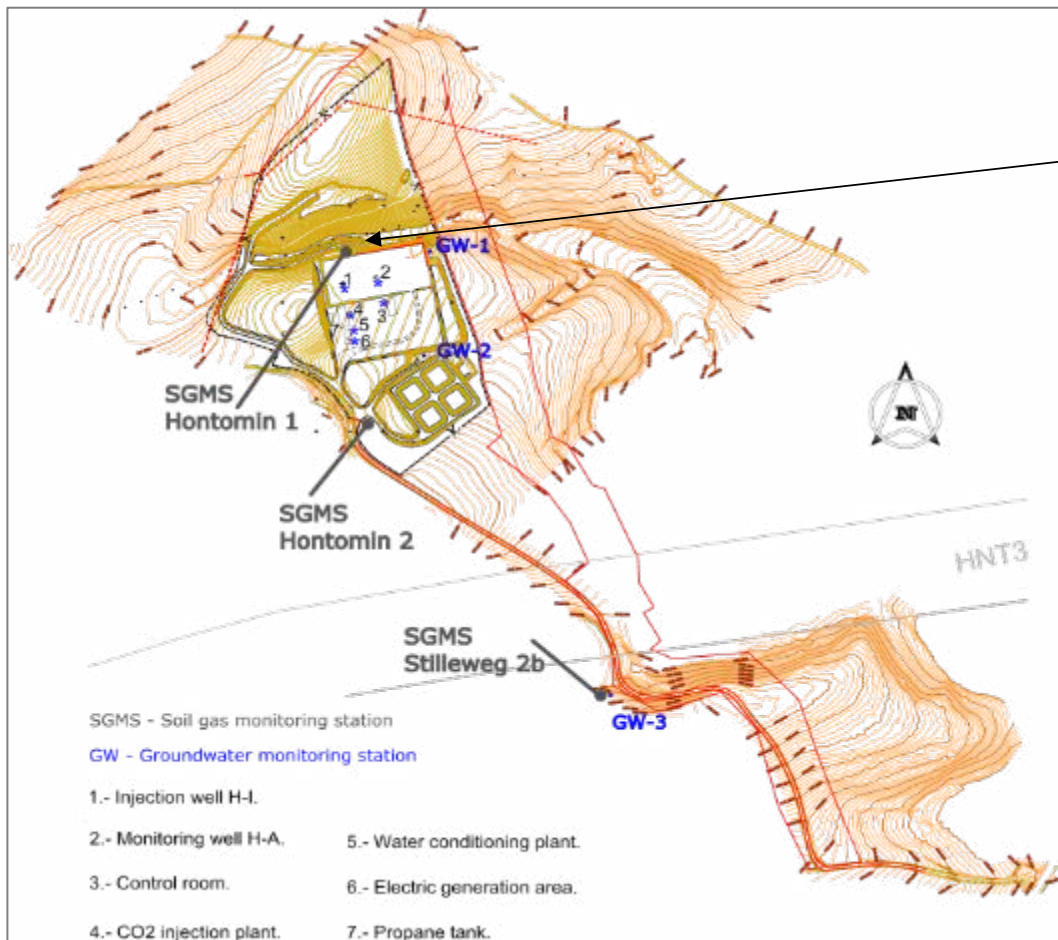 GW-1
1
2
4
3
5
6
GW-2
SGMS
Hontomin 1
N
SGMS
Hontomin 2
HNT3
SGMS
Stilleweg 2b
GW-3
SGMS - Soil gas monitoring station
GW - Groundwater monitoring station
1.- Injection well H-I.
2.- Monitoring well H-A.
5.- Water conditioning plant.
3.- Control room.
6.- Electric generation area.
4.- CO2 injection plant.
7.- Propane tank.